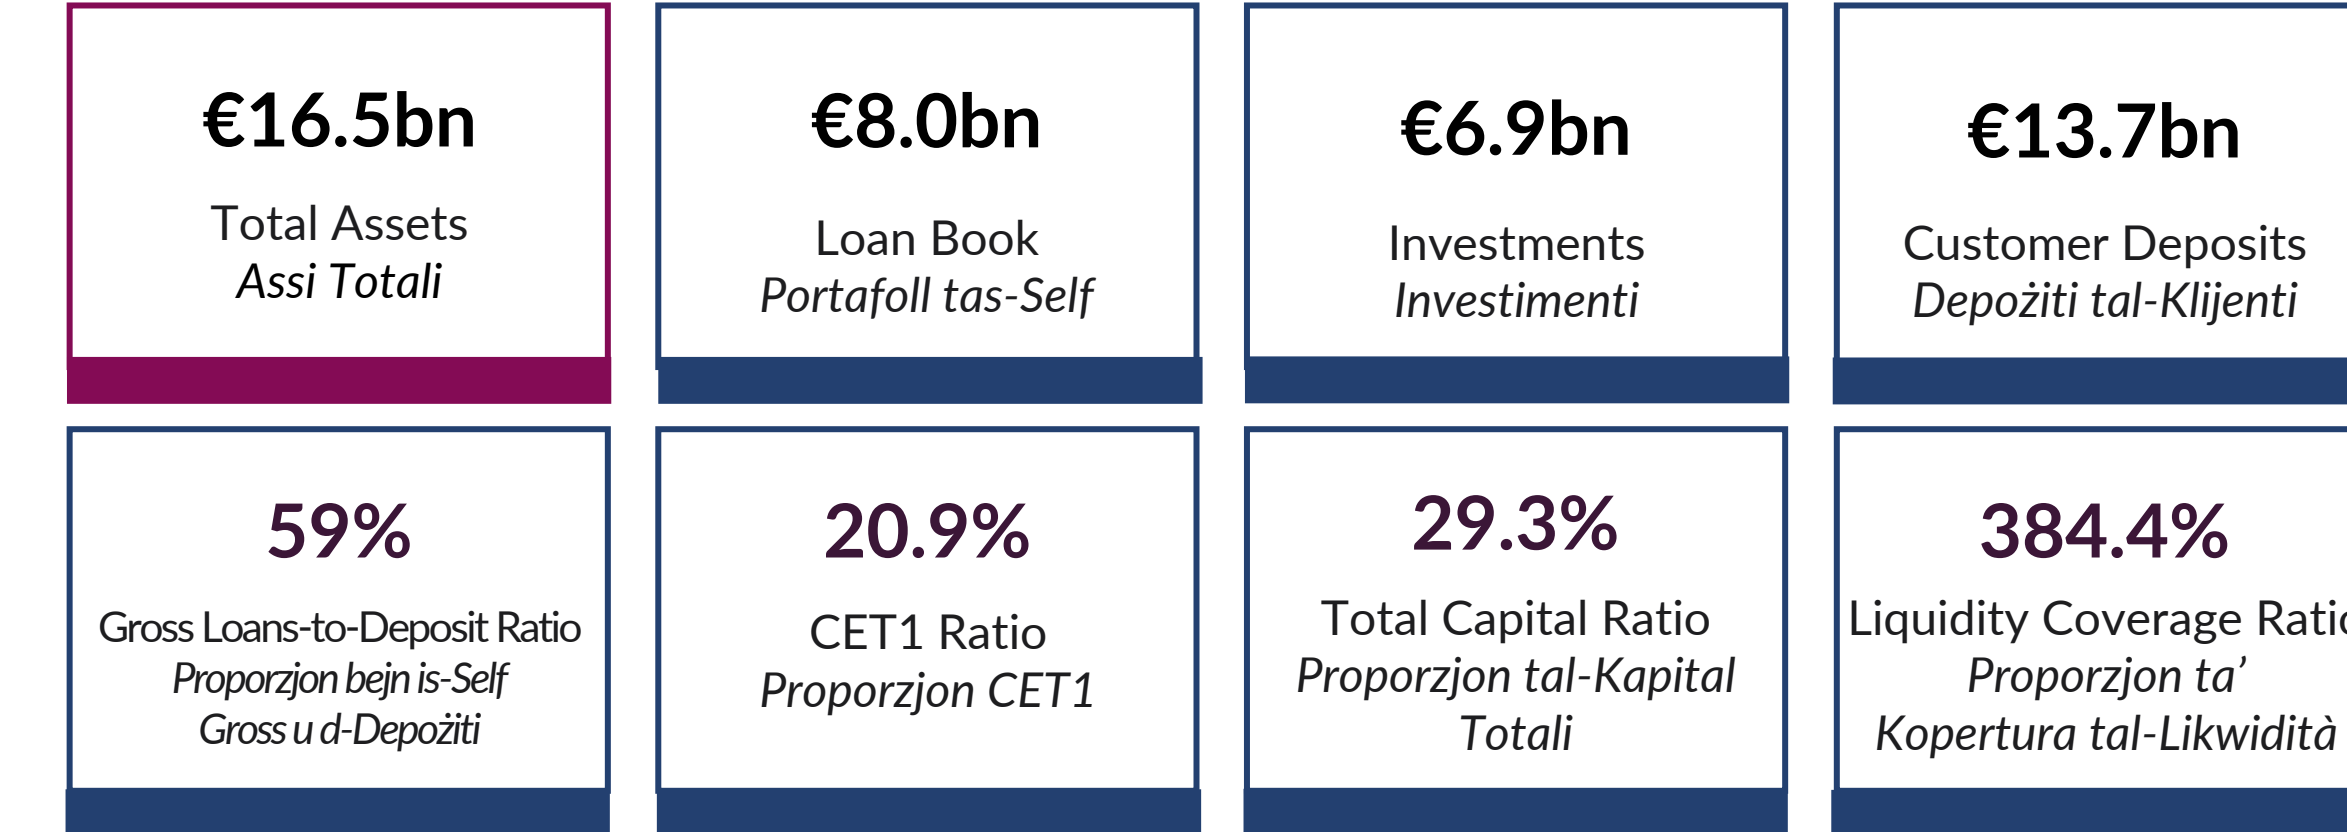 €16.5bn
Total Assets
Assi Totali
€8.0bn
Loan Book
Portafoll tas-Self
€6.9bn
Investments
Investimenti
€13.7bn
Customer Deposits
Depożiti tal-Klijenti
59%
Gross Loans-to-Deposit Ratio
Proporzjon bejn is-Self
Gross u d-Depożiti
20.9%
CET1 Ratio
Proporzjon CET1
29.3%
Total Capital Ratio
Proporzjon tal-Kapital
Totali
384.4%
Liquidity Coverage Ratio
Proporzjon ta’
Kopertura tal-Likwidità